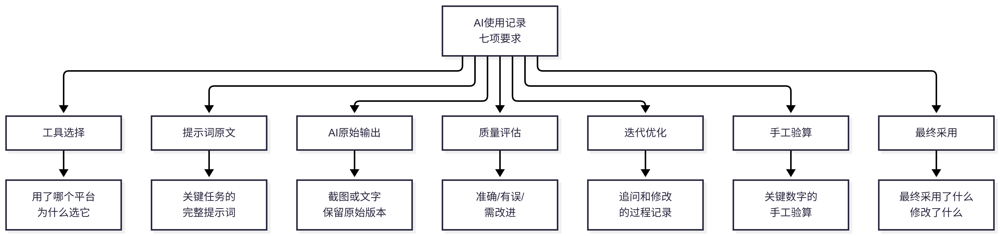 AI使用记录
七项要求
工具选择
提示词原文
AI原始输出
质量评估
迭代优化
手工验算
最终采用
用了哪个平台
为什么选它
关键任务的
完整提示词
截图或文字
保留原始版本
准确/有误/
需改进
追问和修改
的过程记录
关键数字的
手工验算
最终采用了什么
修改了什么